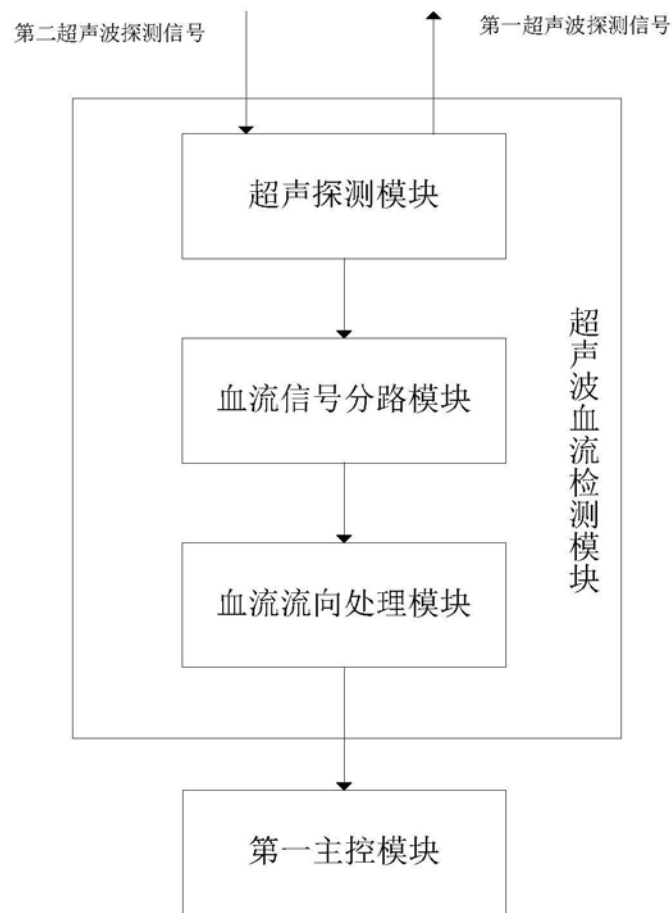 第二超声波探测信号
第一超声波探测信号
超声探测模块
血流信号分路模块
血流流向处理模块
超声波血流检测模块
第一主控模块